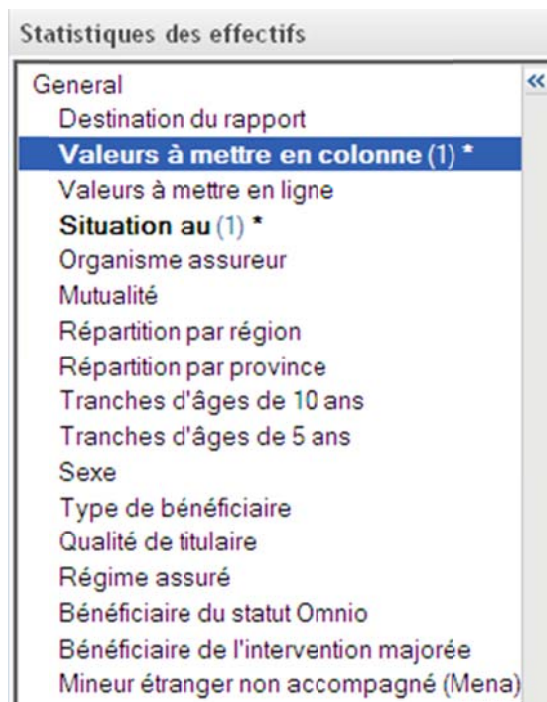 Statistiques des effectifs
General
«
Destination du rapport
Valeurs à mettre en colonne (1) *
Valeurs à mettre en ligne
Situation au (1) *
Organisme assureur
Mutualité
Répartition par région
Répartition par province
Tranches d'âges de 10 ans
Tranches d'âges de 5 ans
Sexe
Type de bénéficiaire
Qualité de titulaire
Régime assuré
Bénéficiaire du statut Omnio
Bénéficiaire de l'intervention majorée
Mineur étranger non accompagné (Mena)